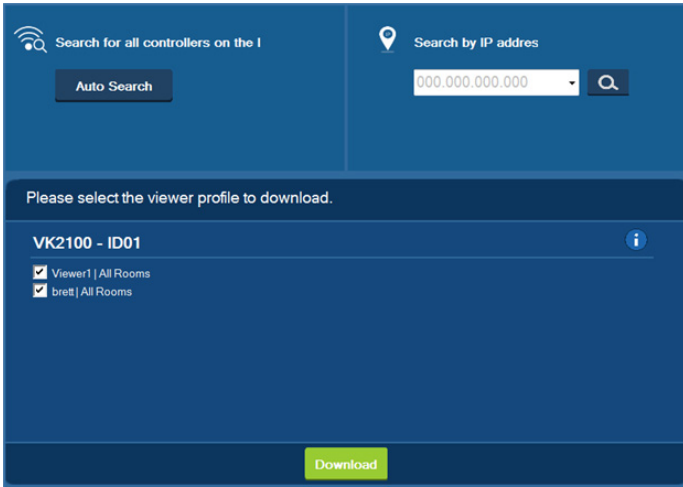 Search for all controllers on the l
Auto Search
Search by IP addres
000.000.000.000
Please select the viewer profile to download.
VK2100 - ID01
Viewer1 | All Rooms
brett | All Rooms
Download